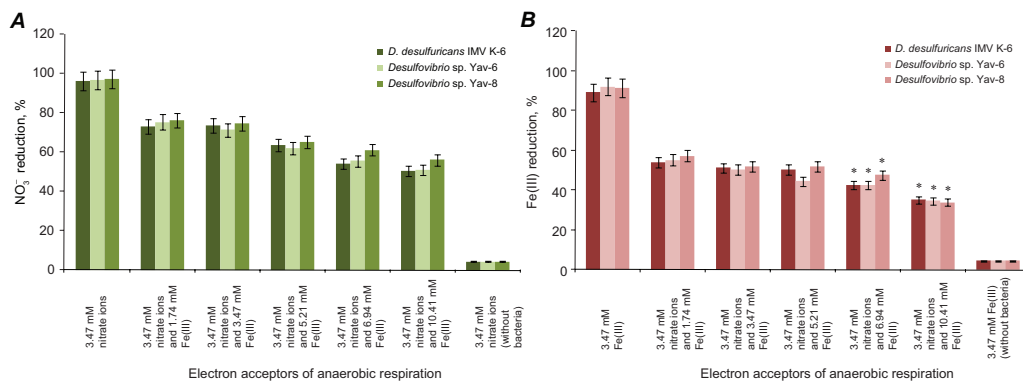 A
NO₃⁻ reduction, %
120
100
80
60
40
20
0
D. desulfuricans IMV K-6
Desulfovibrio sp. Yav-6
Desulfovibrio sp. Yav-8
3.47 mM
nitrate ions
3.47 mM
nitrate ions
and 1.74 mM
Fe(III)
3.47 mM
nitrate ions
and 3.47 mM
Fe(III)
3.47 mM
nitrate ions
and 5.21 mM
Fe(III)
3.47 mM
nitrate ions
and 6.94 mM
Fe(III)
3.47 mM
nitrate ions
and 10.41 mM
Fe(III)
3.47 mM
nitrate ions
(without
bacteria)
Electron acceptors of anaerobic respiration
B
Fe(III) reduction, %
120
100
80
60
40
20
0
D. desulfuricans IMV K-6
Desulfovibrio sp. Yav-6
Desulfovibrio sp. Yav-8
* * *
* * *
3.47 mM
Fe(III)
3.47 mM
nitrate ions
and 1.74 mM
Fe(III)
3.47 mM
nitrate ions
and 3.47 mM
Fe(III)
3.47 mM
nitrate ions
and 5.21 mM
Fe(III)
3.47 mM
nitrate ions
and 6.94 mM
Fe(III)
3.47 mM
nitrate ions
and 10.41 mM
Fe(III)
3.47 mM Fe(III)
(without bacteria)
Electron acceptors of anaerobic respiration